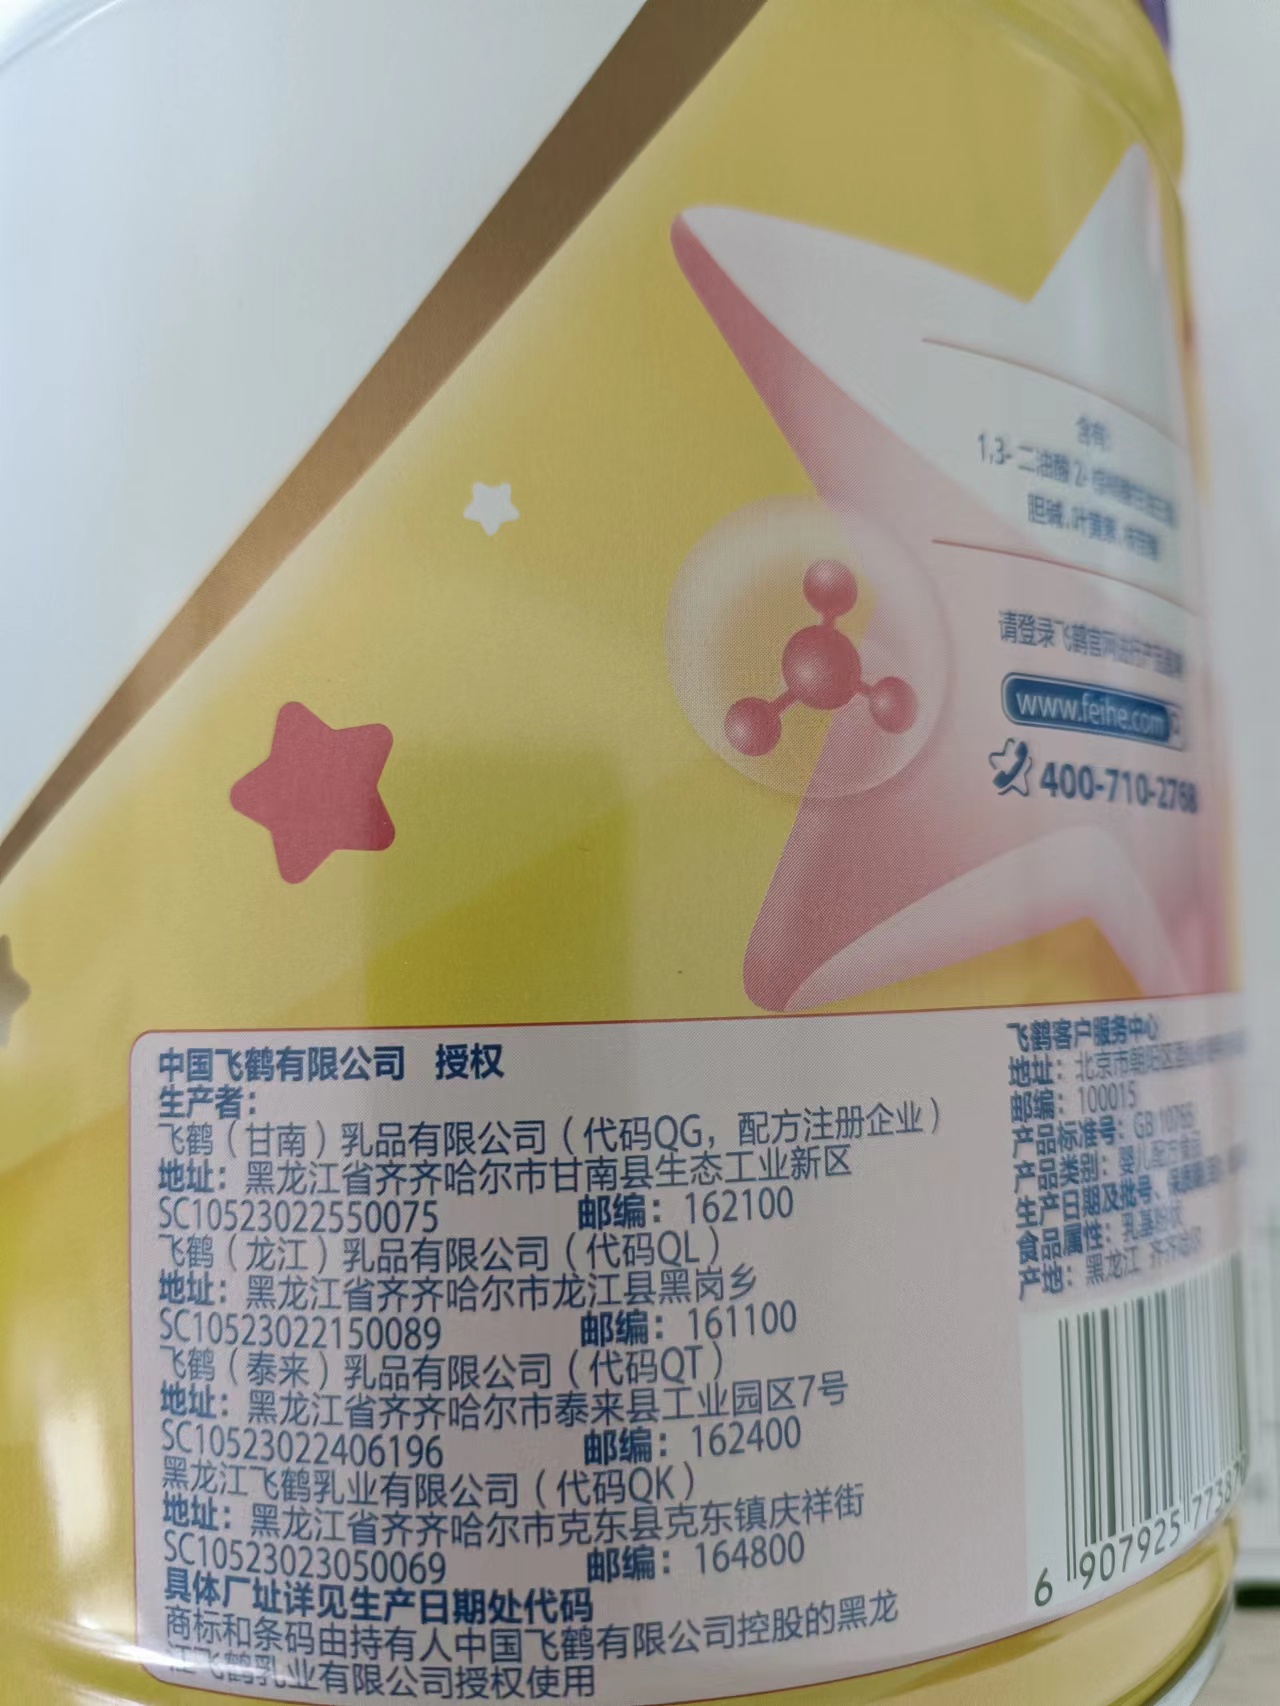 含有:
1,3-二油酸2-
胆碱,叶黄素
请登录飞鹤官网进行产品
www.feihe.com
400-710-2768
中国飞鹤有限公司 授权
生产者:
飞鹤(甘南)乳品有限公司(代码QG,配方注册企业)
地址:黑龙江省齐齐哈尔市甘南县生态工业新区
SC10523022550075 邮编:162100
飞鹤(龙江)乳品有限公司(代码QL)
地址:黑龙江省齐齐哈尔市龙江县黑岗乡
SC10523022150089 邮编:161100
飞鹤(泰来)乳品有限公司(代码QT)
地址:黑龙江省齐齐哈尔市泰来县工业园区7号
SC10523022406196 邮编:162400
黑龙江飞鹤乳业有限公司(代码QK)
地址:黑龙江省齐齐哈尔市克东县克东镇庆祥街
SC10523023050069 邮编:164800
具体厂址详见生产日期处代码
商标和条码由持有人中国飞鹤有限公司控股的黑龙
江飞鹤乳业有限公司授权使用
飞鹤客户服务中心
地址:北京市朝阳区酒
邮编:100015
产品标准号:GB 10765
产品类别:婴儿配方食品
生产日期及批号、保质期
食品属性:乳基粉状
产地:黑龙江 齐齐哈尔
6 907925 77387